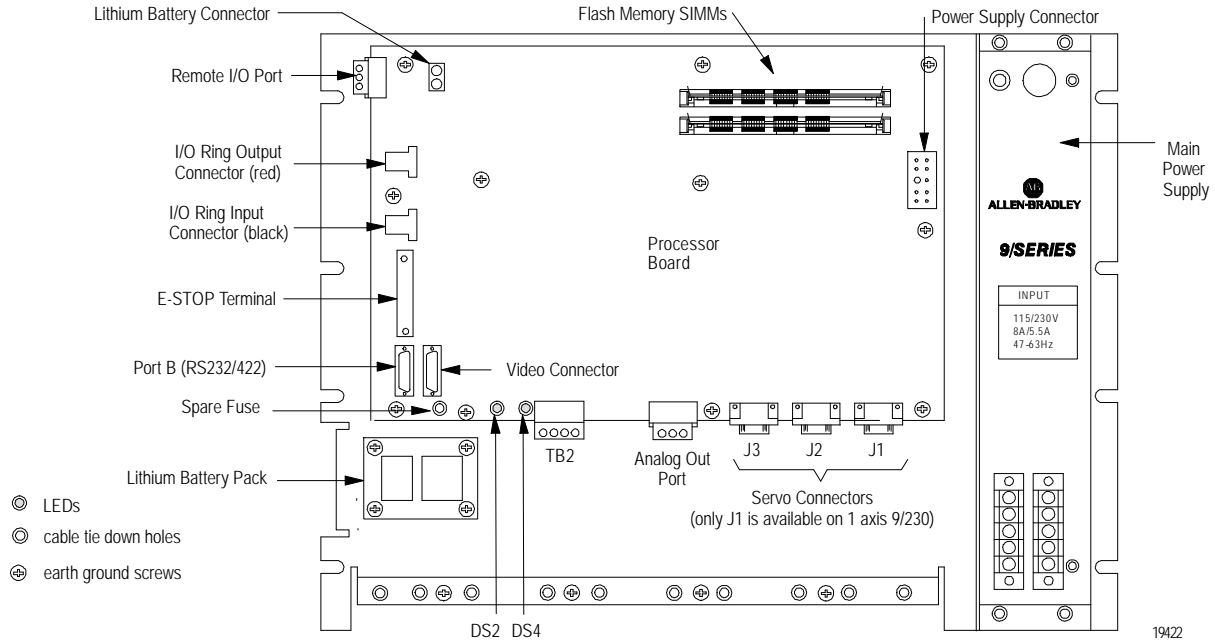 Lithium Battery Connector
Flash Memory SIMMs
Power Supply Connector
Remote I/O Port
I/O Ring Output
Connector (red)
I/O Ring Input
Connector (black)
Main
Power
Supply
AB
ALLEN-BRADLEY
9/SERIES
Processor
Board
E-STOP Terminal
INPUT
115/230V
8A/5.5A
47-63Hz
Port B (RS232/422)
Video Connector
Spare Fuse
TB2
Analog Out
Port
J3
J2
J1
Lithium Battery Pack
Servo Connectors
(only J1 is available on 1 axis 9/230)
LEDs
cable tie down holes
earth ground screws
DS2
DS4
19422